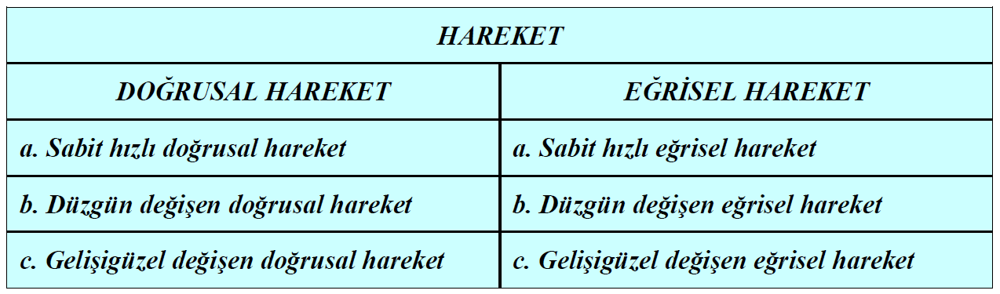 HAREKET
DOĞRUSAL HAREKET
EĞRİSEL HAREKET
a. Sabit hızlı doğrusal hareket
a. Sabit hızlı eğrisel hareket
b. Düzgün değişen doğrusal hareket
b. Düzgün değişen eğrisel hareket
c. Gelişigüzel değişen doğrusal hareket
c. Gelişigüzel değişen eğrisel hareket